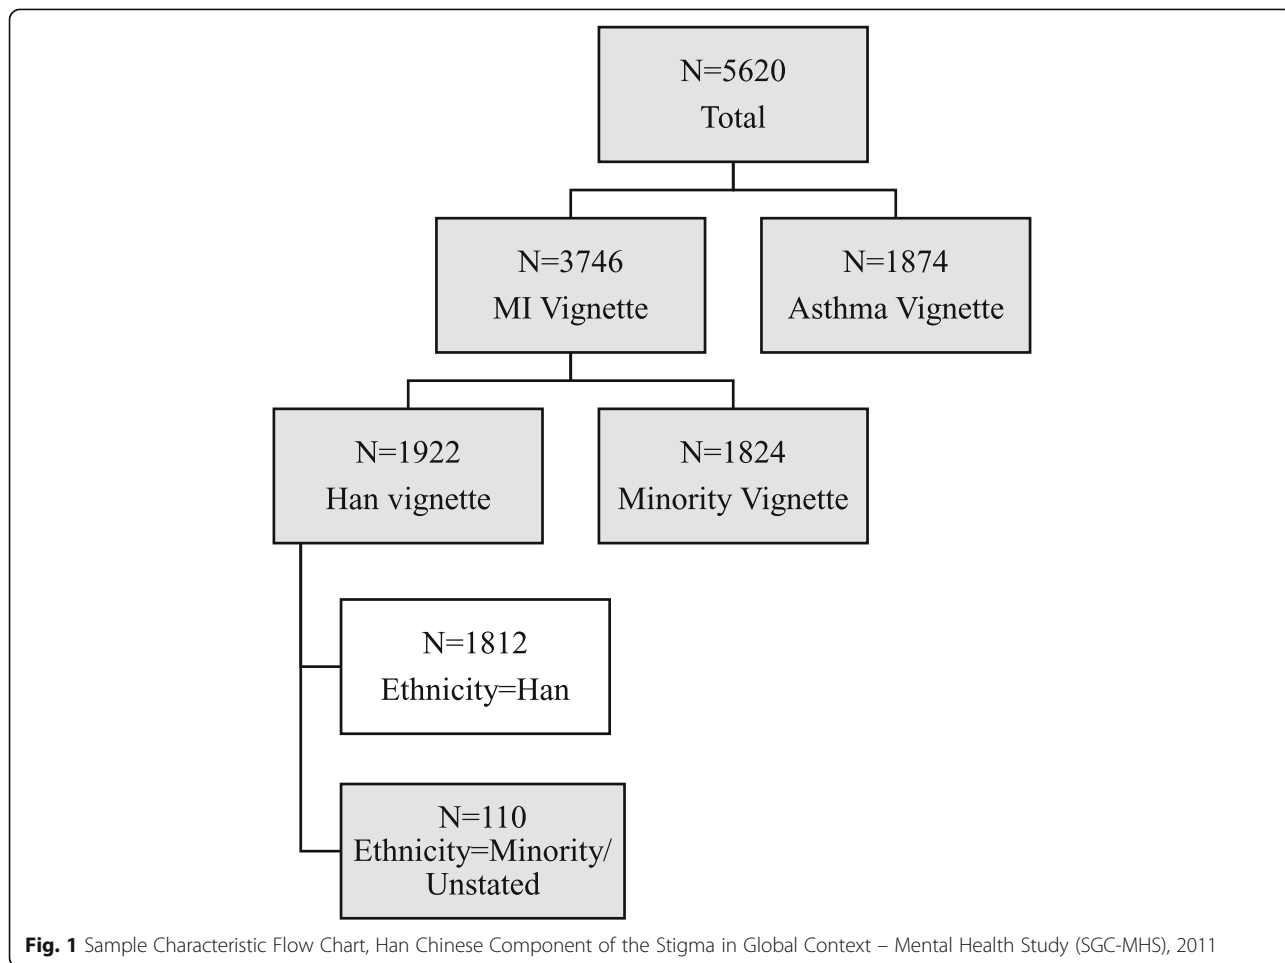 N=5620
Total
N=3746
MI Vignette
N=1874
Asthma Vignette
N=1922
Han vignette
N=1824
Minority Vignette
N=1812
Ethnicity=Han
N=110
Ethnicity=Minority/
Unstated
Fig. 1 Sample Characteristic Flow Chart, Han Chinese Component of the Stigma in Global Context – Mental Health Study (SGC-MHS), 2011